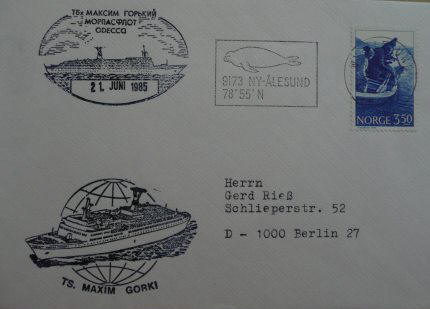 ТБх МАКСИМ ГОРЬКИЙ
МОРПАСФЛОТ
ОДЕССА
21. JUNI 1985
9173 NY-ÅLESUND
78°55' N
NORGE 3,50
Herrn
Gerd Rieß
Schlieperstr. 52
D - 1000 Berlin 27
TS. MAXIM GORKI